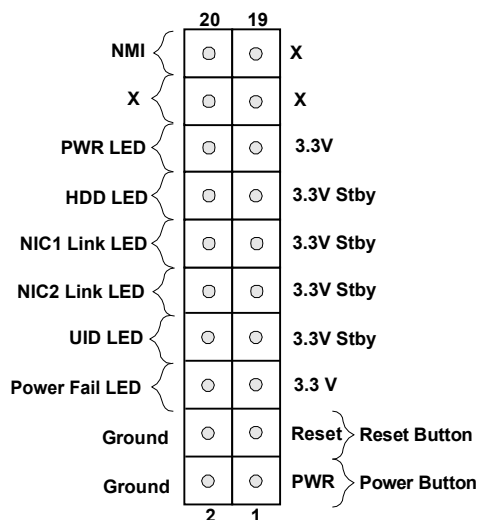 20 19
NMI X
X X
PWR LED 3.3V
HDD LED 3.3V Stby
NIC1 Link LED 3.3V Stby
NIC2 Link LED 3.3V Stby
UID LED 3.3V Stby
Power Fail LED 3.3 V
Ground Reset Reset Button
Ground PWR Power Button
2 1